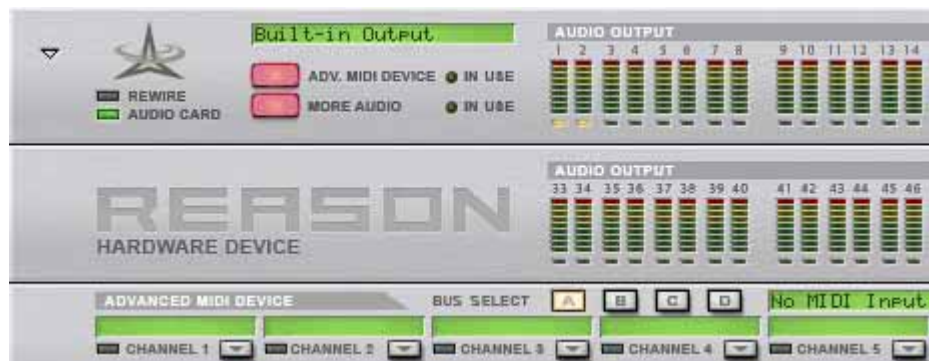 Built-in Output
AUDIO OUTPUT
1 2 3 4 5 6 7 8 9 10 11 12 13 14
ADV. MIDI DEVICE IN USE
REWIRE
MORE AUDIO IN USE
AUDIO CARD
AUDIO OUTPUT
33 34 35 36 37 38 39 40 41 42 43 44 45 46
REASON
HARDWARE DEVICE
ADVANCED MIDI DEVICE BUS SELECT A B C D No MIDI Input
CHANNEL 1 CHANNEL 2 CHANNEL 3 CHANNEL 4 CHANNEL 5